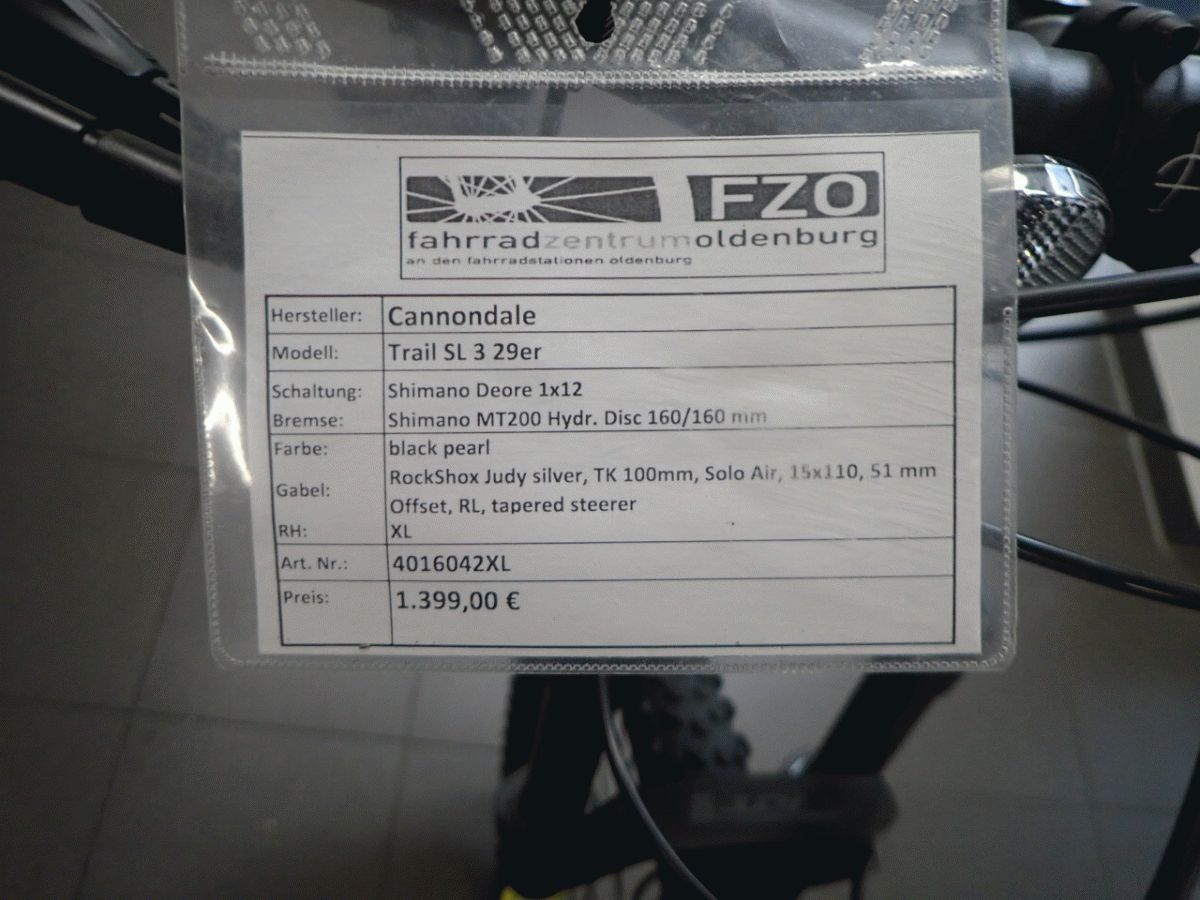 FZO
fahrradzentrumoldenburg
an den fahrradstationen oldenburg
Hersteller: Cannondale
Modell: Trail SL 3 29er
Schaltung: Shimano Deore 1x12
Bremse: Shimano MT200 Hydr. Disc 160/160 mm
Farbe: black pearl
Gabel: RockShox Judy silver, TK 100mm, Solo Air, 15x110, 51 mm
Offset, RL, tapered steerer
RH: XL
Art. Nr.: 4016042XL
Preis: 1.399,00 €